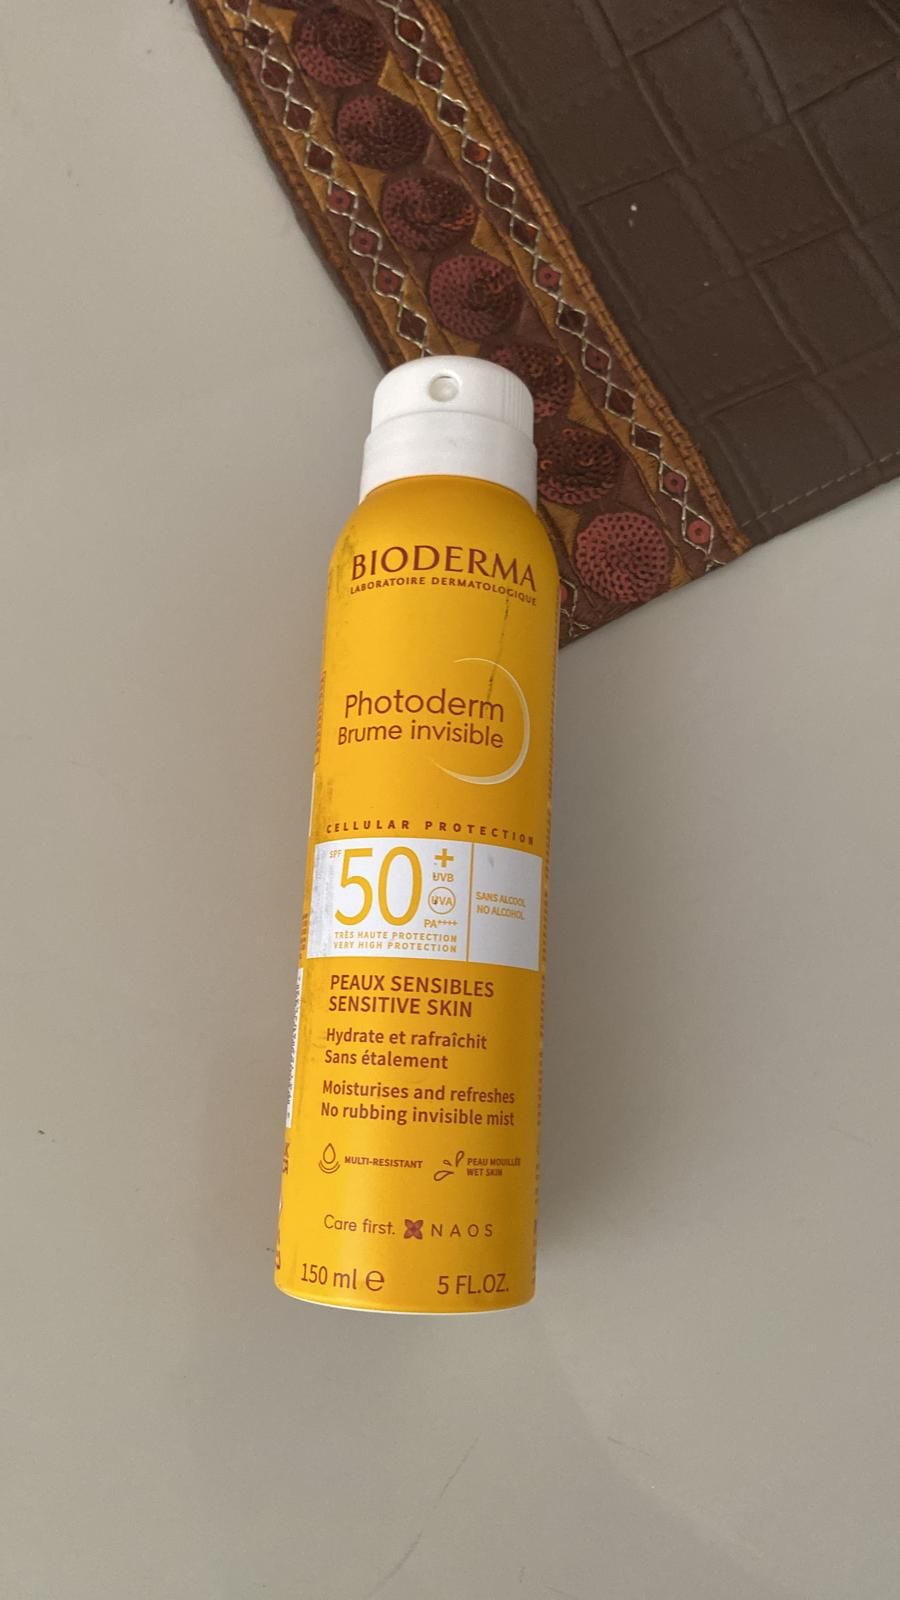 BIODERMA
LABORATOIRE DERMATOLOGIQUE
Photoderm
Brume invisible
CELLULAR PROTECTION
SPF 50+
UVB
UVA
PA++++
TRÈS HAUTE PROTECTION
VERY HIGH PROTECTION
SANS ALCOOL
NO ALCOHOL
PEAUX SENSIBLES
SENSITIVE SKIN
Hydrate et rafraîchit
Sans étalement
Moisturises and refreshes
No rubbing invisible mist
MULTI-RESISTANT
PEAU MOUILLÉE
WET SKIN
Care first. NAOS
150 ml e 5 FL.OZ.